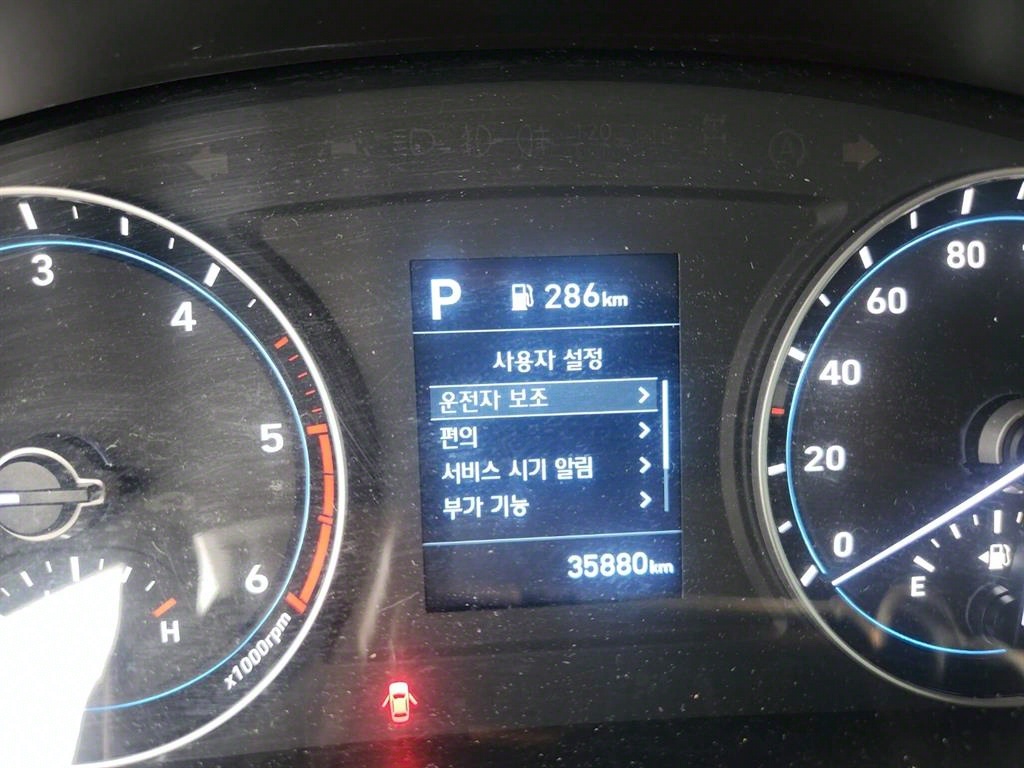 P 286km
사용자 설정
운전자 보조
편의
서비스 시기 알림
부가 기능
35880km
3
4
5
6
x1000rpm
H
80
60
40
20
0
E
A